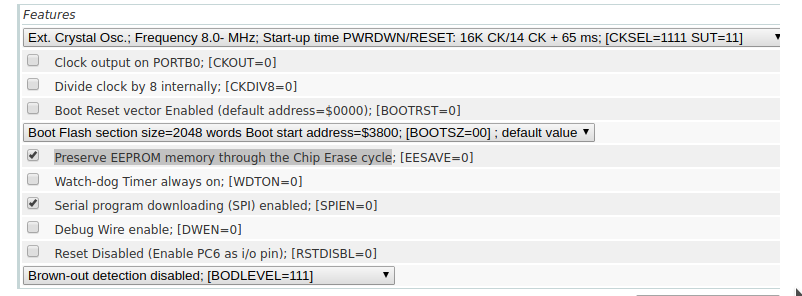 Features
Ext. Crystal Osc.; Frequency 8.0- MHz; Start-up time PWRDWN/RESET: 16K CK/14 CK + 65 ms; [CKSEL=1111 SUT=11]
Clock output on PORTB0; [CKOUT=0]
Divide clock by 8 internally; [CKDIV8=0]
Boot Reset vector Enabled (default address=$0000); [BOOTRST=0]
Boot Flash section size=2048 words Boot start address=$3800; [BOOTSZ=00] ; default value
Preserve EEPROM memory through the Chip Erase cycle; [EESAVE=0]
Watch-dog Timer always on; [WDTON=0]
Serial program downloading (SPI) enabled; [SPIEN=0]
Debug Wire enable; [DWEN=0]
Reset Disabled (Enable PC6 as i/o pin); [RSTDISBL=0]
Brown-out detection disabled; [BODLEVEL=111]